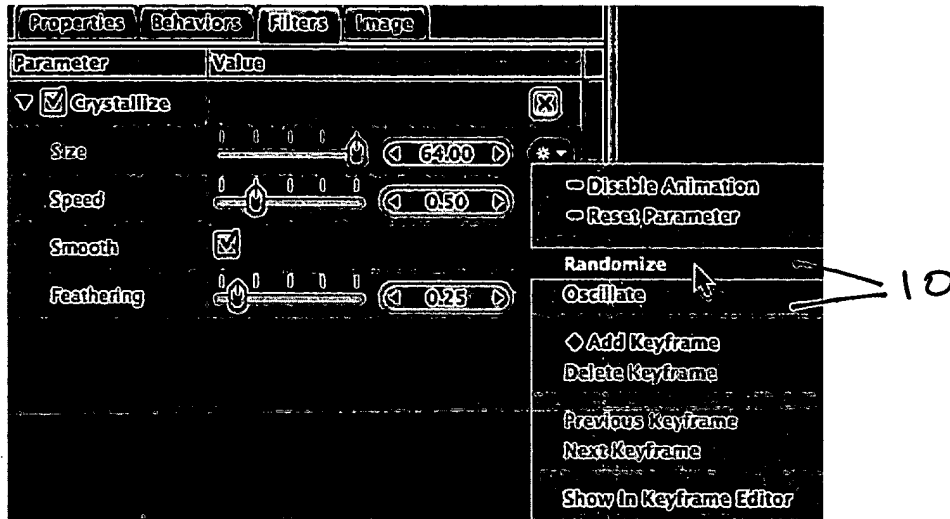 Properties Behaviors Filters Image
Parameter Value
Crystallize
Size 64.00
Speed 0.50
Smooth
Feathering 0.25
Disable Animation
Reset Parameter
Randomize
Oscillate
Add Keyframe
Delete Keyframe
Previous Keyframe
Next Keyframe
Show In Keyframe Editor
10